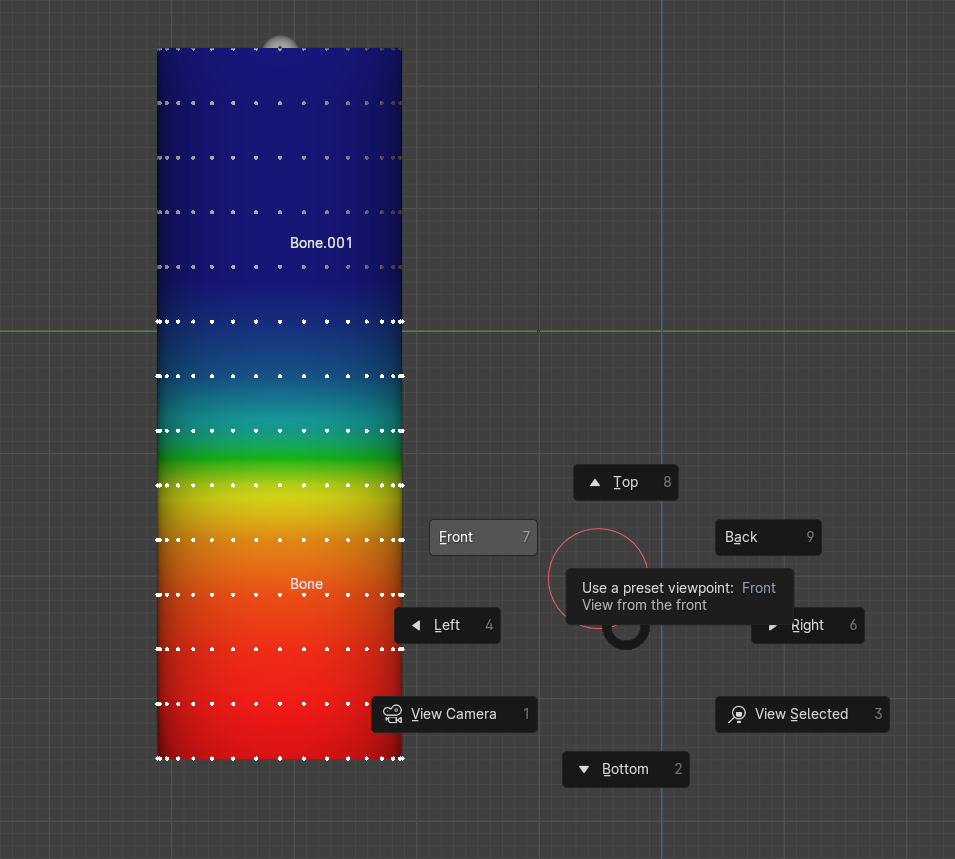 Bone.001
Top 8
Front 7
Back 9
Bone
Use a preset viewpoint: Front
View from the front
Left 4
Right 6
View Camera 1
View Selected 3
Bottom 2